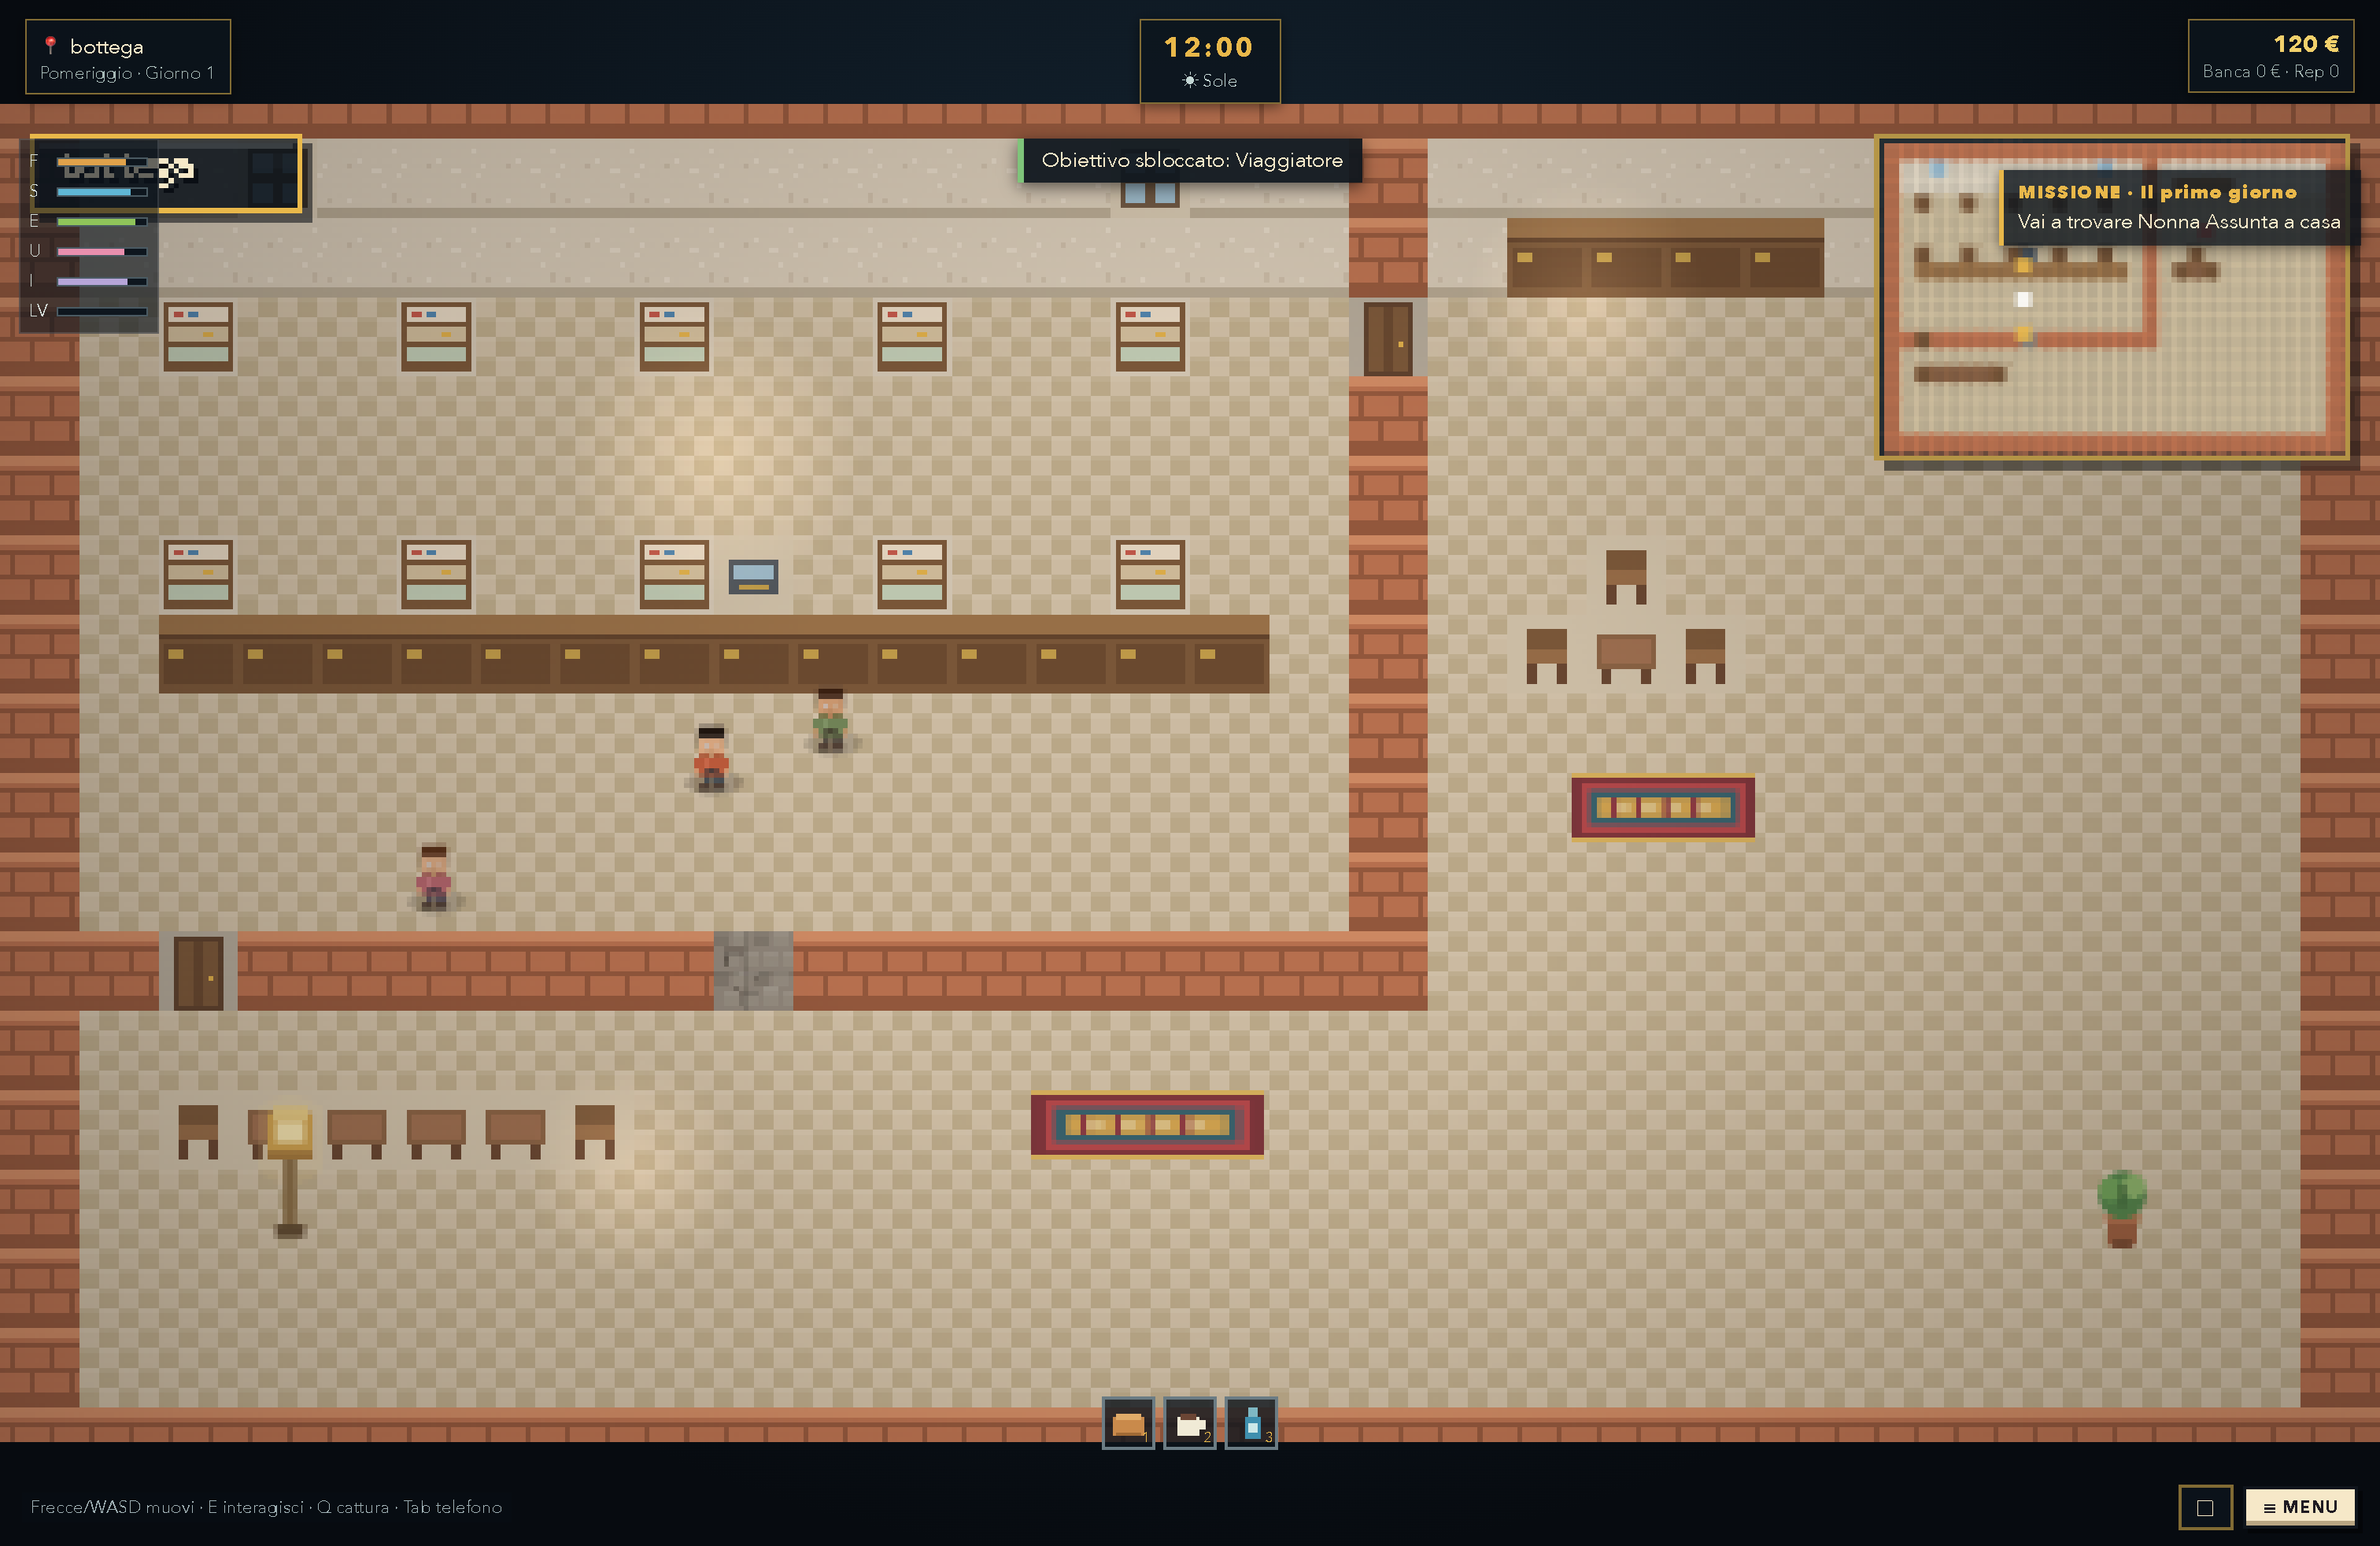 bottega
Pomeriggio · Giorno 1
12:00
☀ Sole
120 €
Banca 0 € · Rep 0
Obiettivo sbloccato: Viaggiatore
MISSIONE · Il primo giorno
Vai a trovare Nonna Assunta a casa
F
S
E
U
I
LV
1
2
3
Frecce/WASD muovi · E interagisci · Q cattura · Tab telefono
≡ MENU